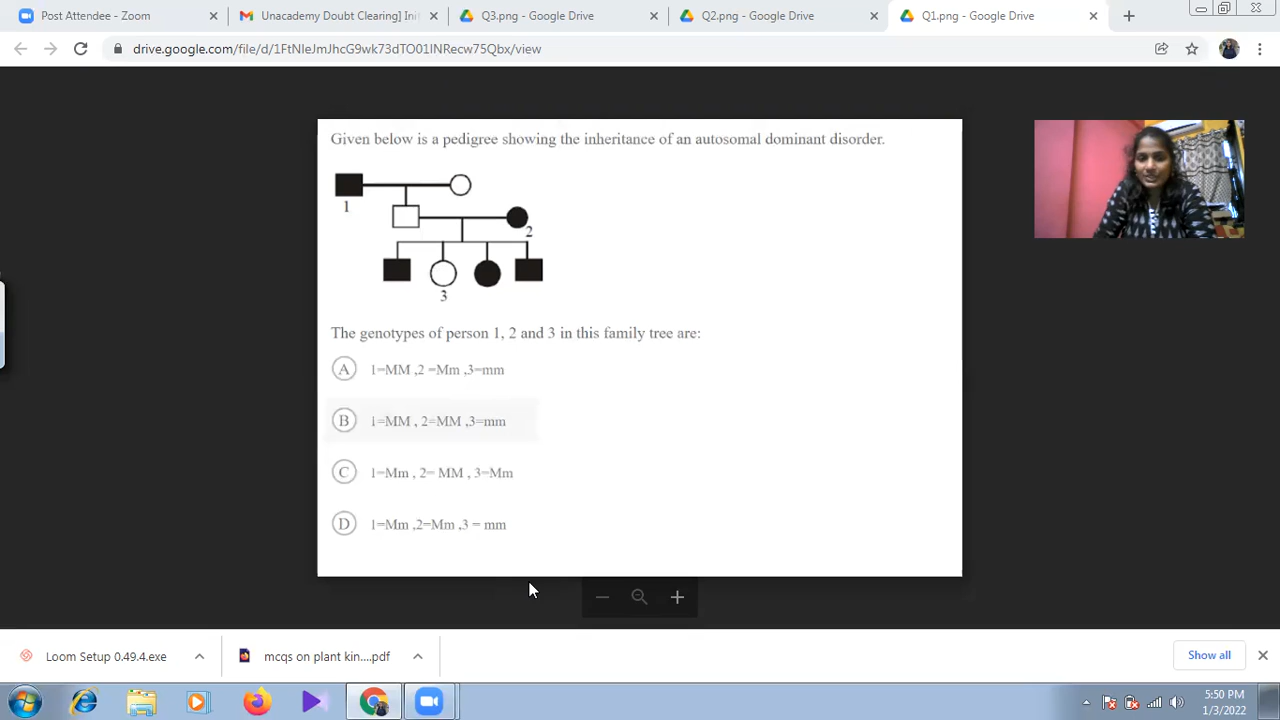 Post Attendee - Zoom
Unacademy Doubt Clearing] Ini
Q3.png - Google Drive
Q2.png - Google Drive
Q1.png - Google Drive
drive.google.com/file/d/1FtNleJmJhcG9wk73dTO01lNRecw75Qbx/view
Given below is a pedigree showing the inheritance of an autosomal dominant disorder.
1
2
3
The genotypes of person 1, 2 and 3 in this family tree are:
A 1=MM ,2 =Mm ,3=mm
B 1=MM , 2=MM ,3=mm
C 1=Mm , 2= MM , 3=Mm
D 1=Mm ,2=Mm ,3 = mm
Loom Setup 0.49.4.exe
mcqs on plant kin....pdf
Show all
5:50 PM
1/3/2022